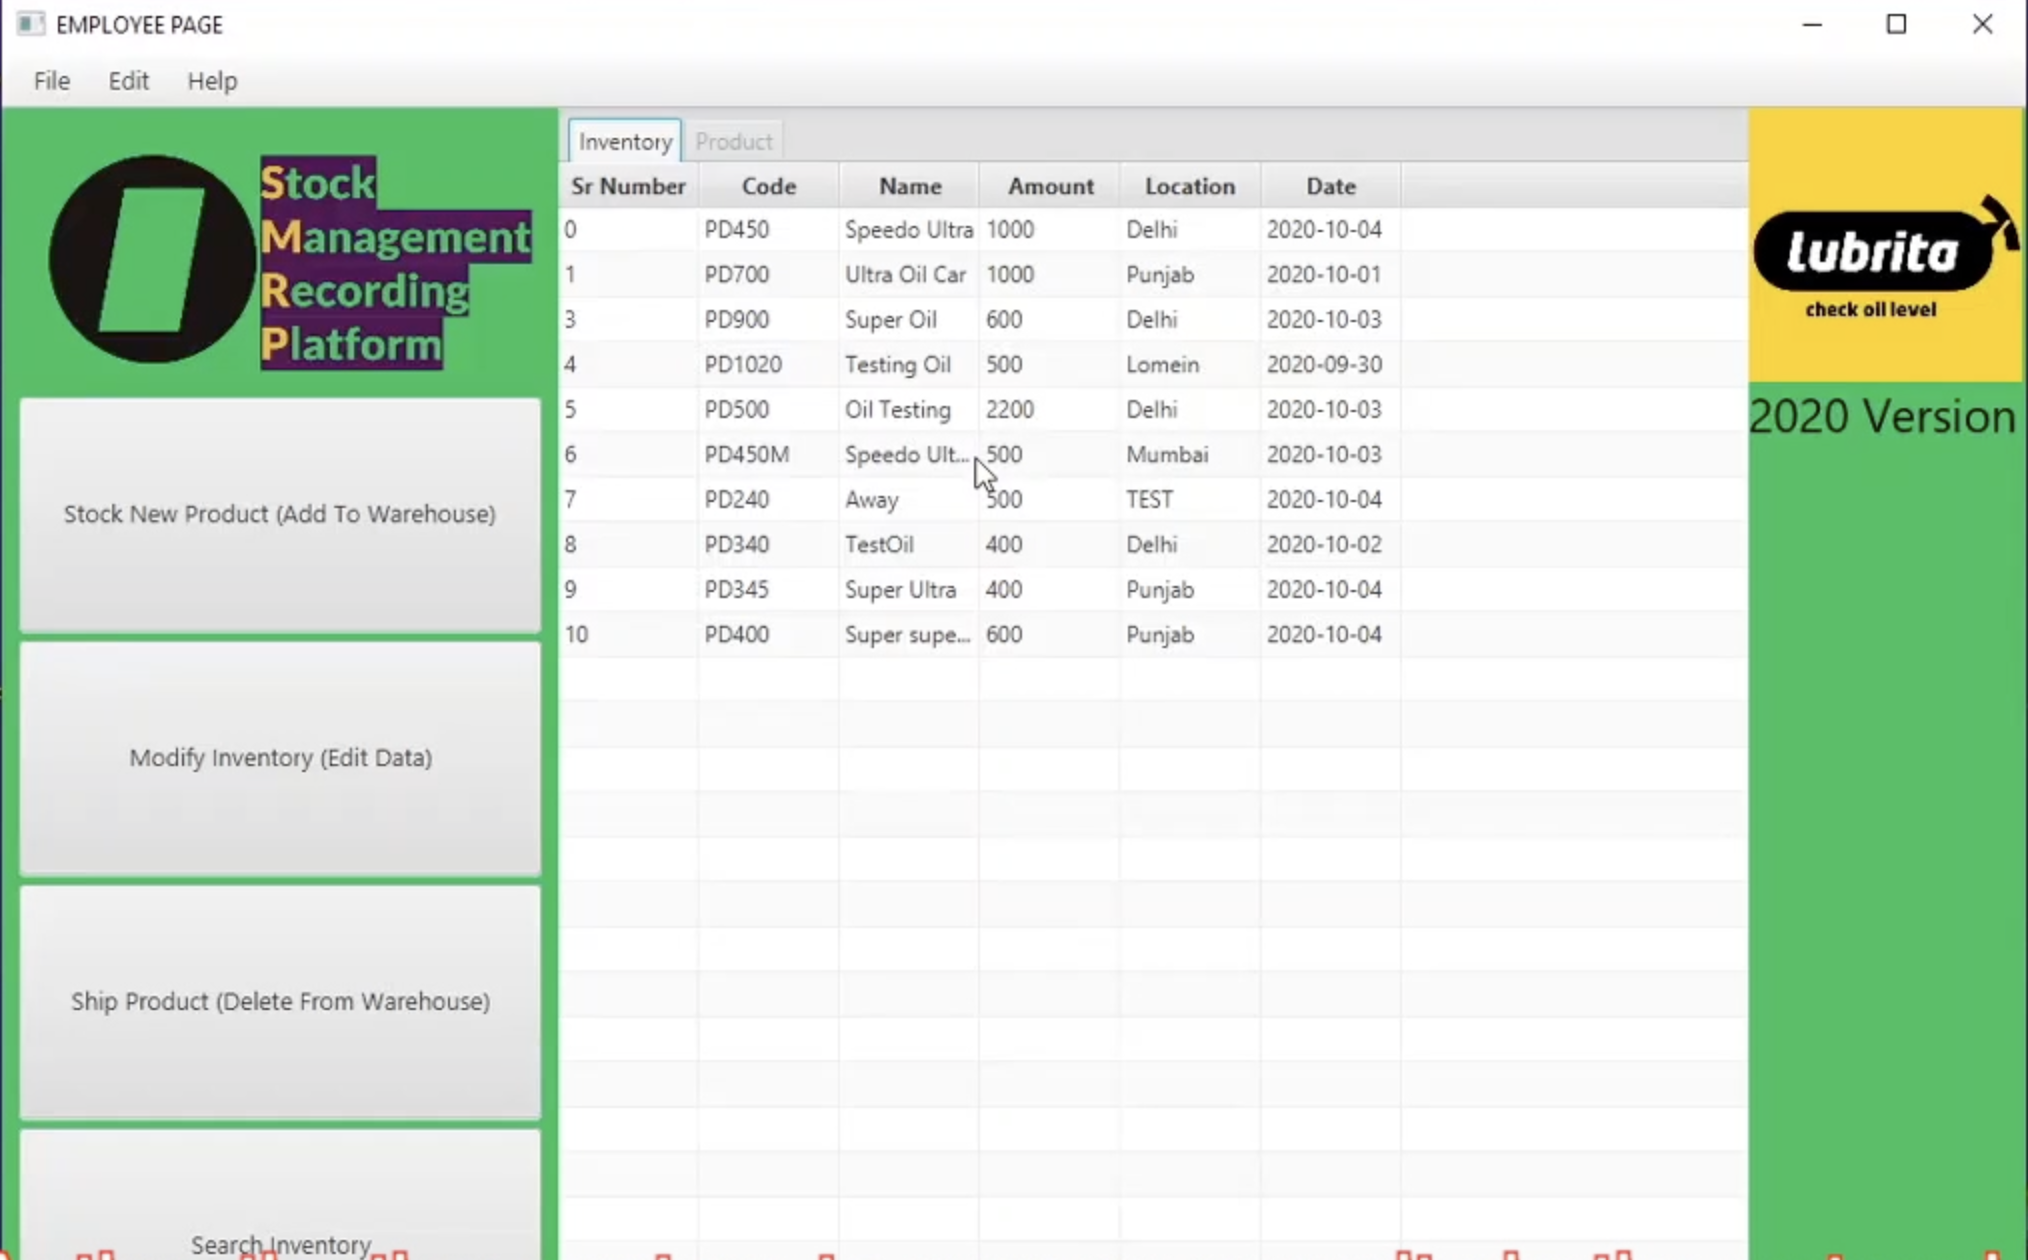 EMPLOYEE PAGE
File Edit Help
Stock
Management
Recording
Platform
Stock New Product (Add To Warehouse)
Modify Inventory (Edit Data)
Ship Product (Delete From Warehouse)
Search Inventory
Inventory Product
Sr Number Code Name Amount Location Date
0 PD450 Speedo Ultra 1000 Delhi 2020-10-04
1 PD700 Ultra Oil Car 1000 Punjab 2020-10-01
3 PD900 Super Oil 600 Delhi 2020-10-03
4 PD1020 Testing Oil 500 Lomein 2020-09-30
5 PD500 Oil Testing 2200 Delhi 2020-10-03
6 PD450M Speedo Ult... 500 Mumbai 2020-10-03
7 PD240 Away 500 TEST 2020-10-04
8 PD340 TestOil 400 Delhi 2020-10-02
9 PD345 Super Ultra 400 Punjab 2020-10-04
10 PD400 Super supe... 600 Punjab 2020-10-04
lubrita
check oil level
2020 Version